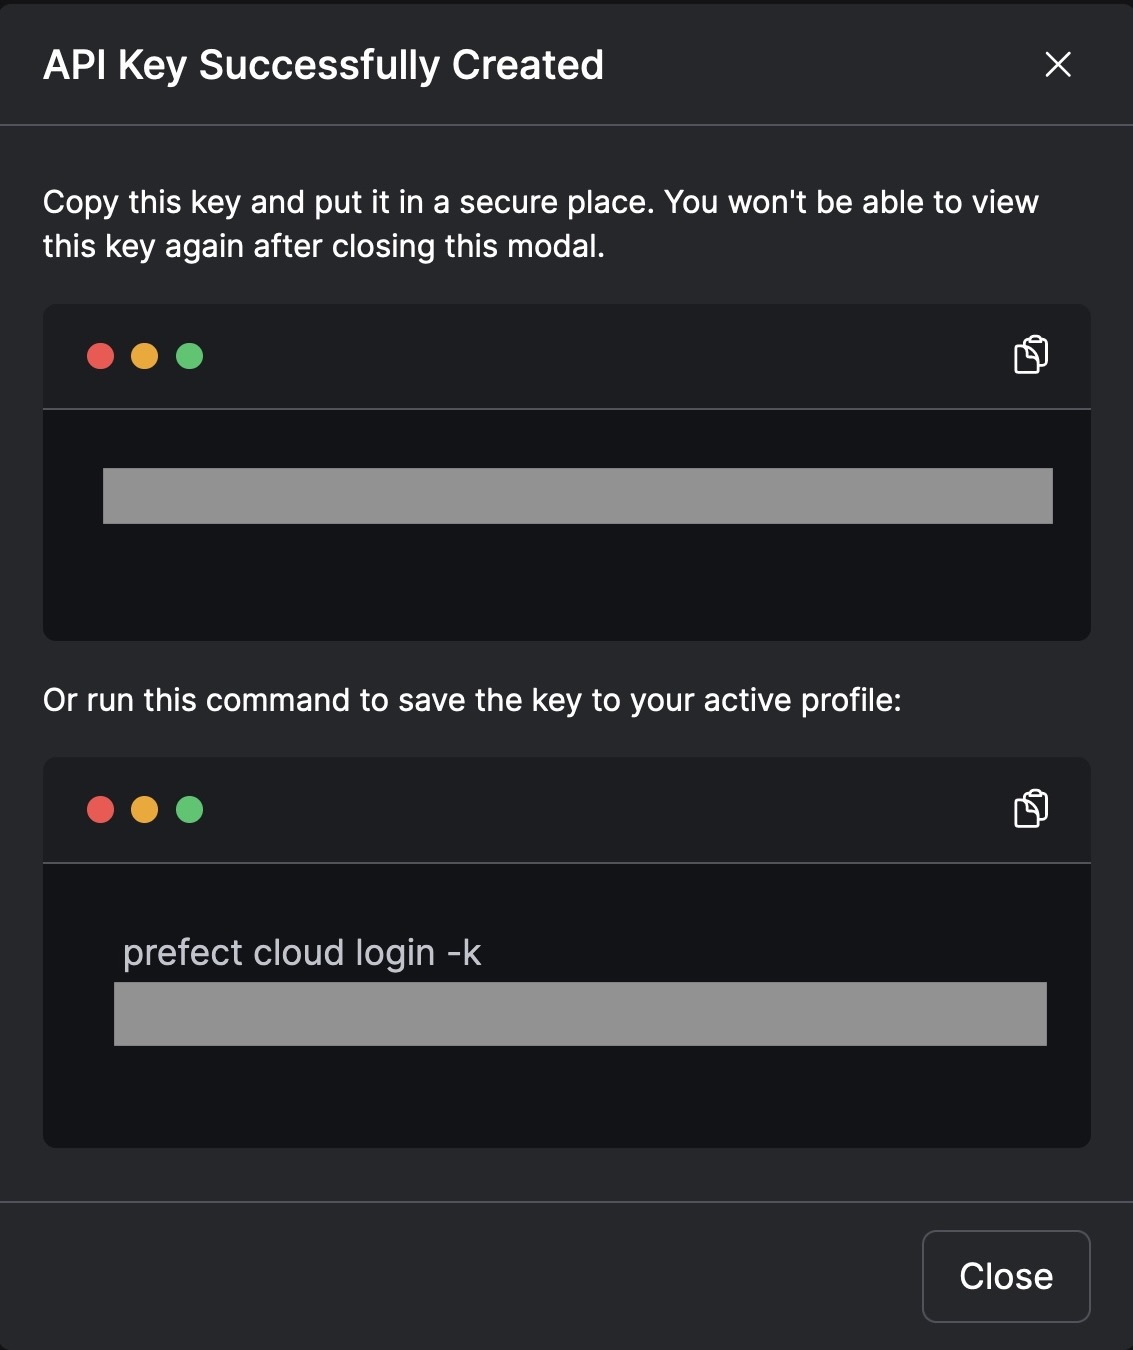 API Key Successfully Created
Copy this key and put it in a secure place. You won't be able to view
this key again after closing this modal.
Or run this command to save the key to your active profile:
prefect cloud login -k
Close